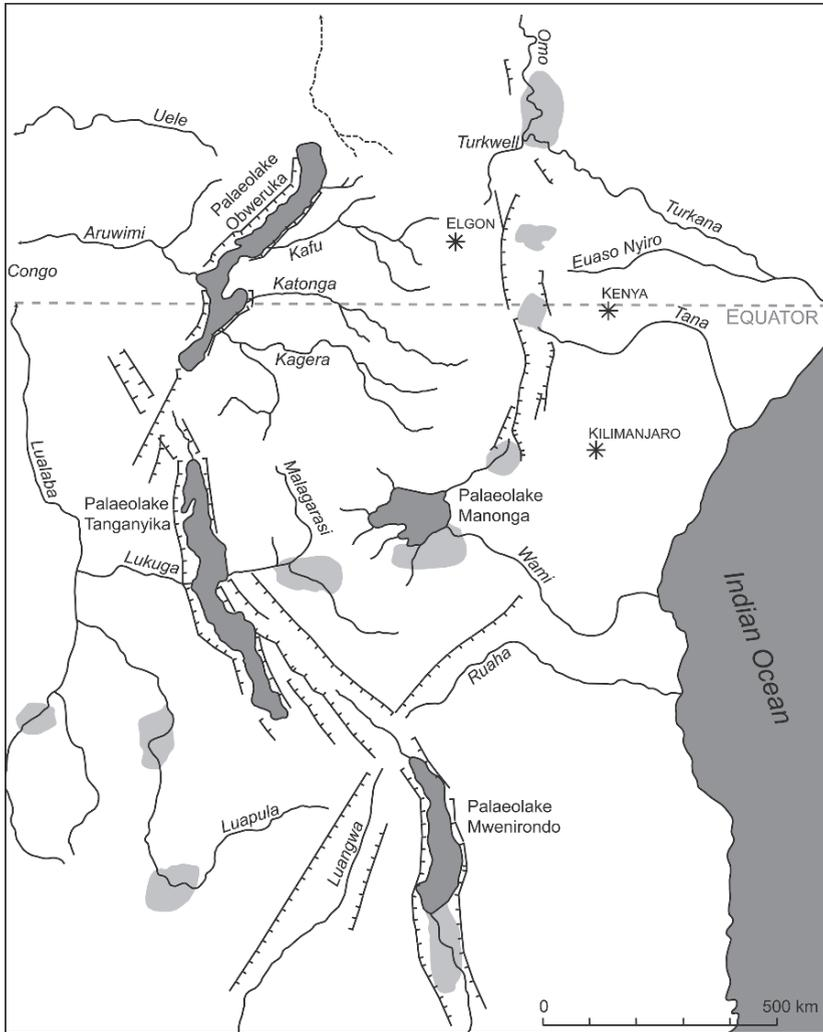 Omo
Uele
Turkwell
Palaeolake
Obweruka
Turkana
ELGON
Aruwimi
Kafu
Euaso Nyiro
Congo
Katonga
KENYA
Tana
EQUATOR
Kagera
KILIMANJARO
Lualaba
Malagarasi
Palaeolake
Tanganyika
Palaeolake
Manonga
Lukuga
Wami
Indian Ocean
Ruaha
Palaeolake
Mwenirondo
Luapula
Luangwa
0
500 km